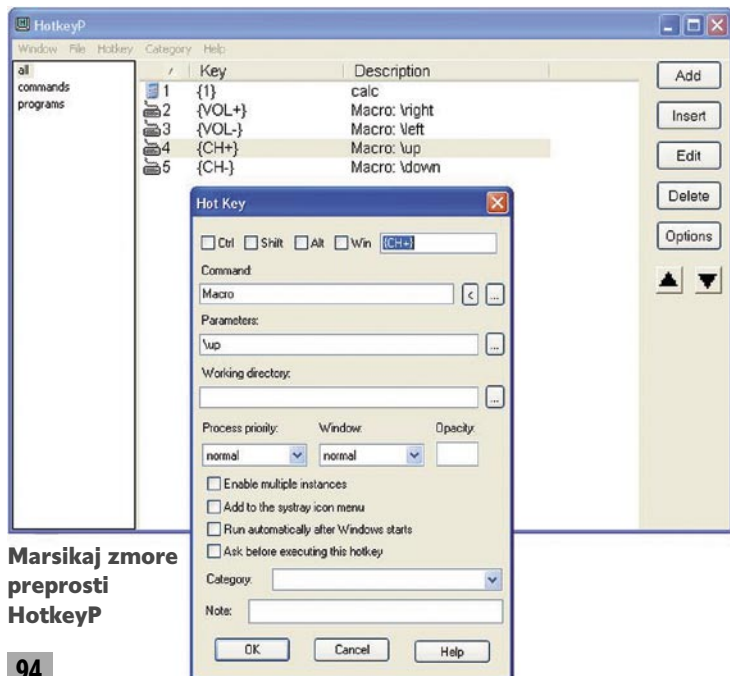 HotkeyP
Window File Hotkey Category Help
all
commands
programs
/ Key Description
1 {1} calc
2 {VOL+} Macro: \right
3 {VOL-} Macro: \left
4 {CH+} Macro: \up
5 {CH-} Macro: \down
Add
Insert
Edit
Delete
Options
Hot Key
Ctrl Shift Alt Win {CH+}
Command:
Macro < ...
Parameters:
\up ...
Working directory:
...
Process priority: Window: Opacity:
normal normal
Enable multiple instances
Add to the systray icon menu
Run automatically after Windows starts
Ask before executing this hotkey
Category:
Note:
OK Cancel Help
Marsikaj zmore
preprosti
HotkeyP
94